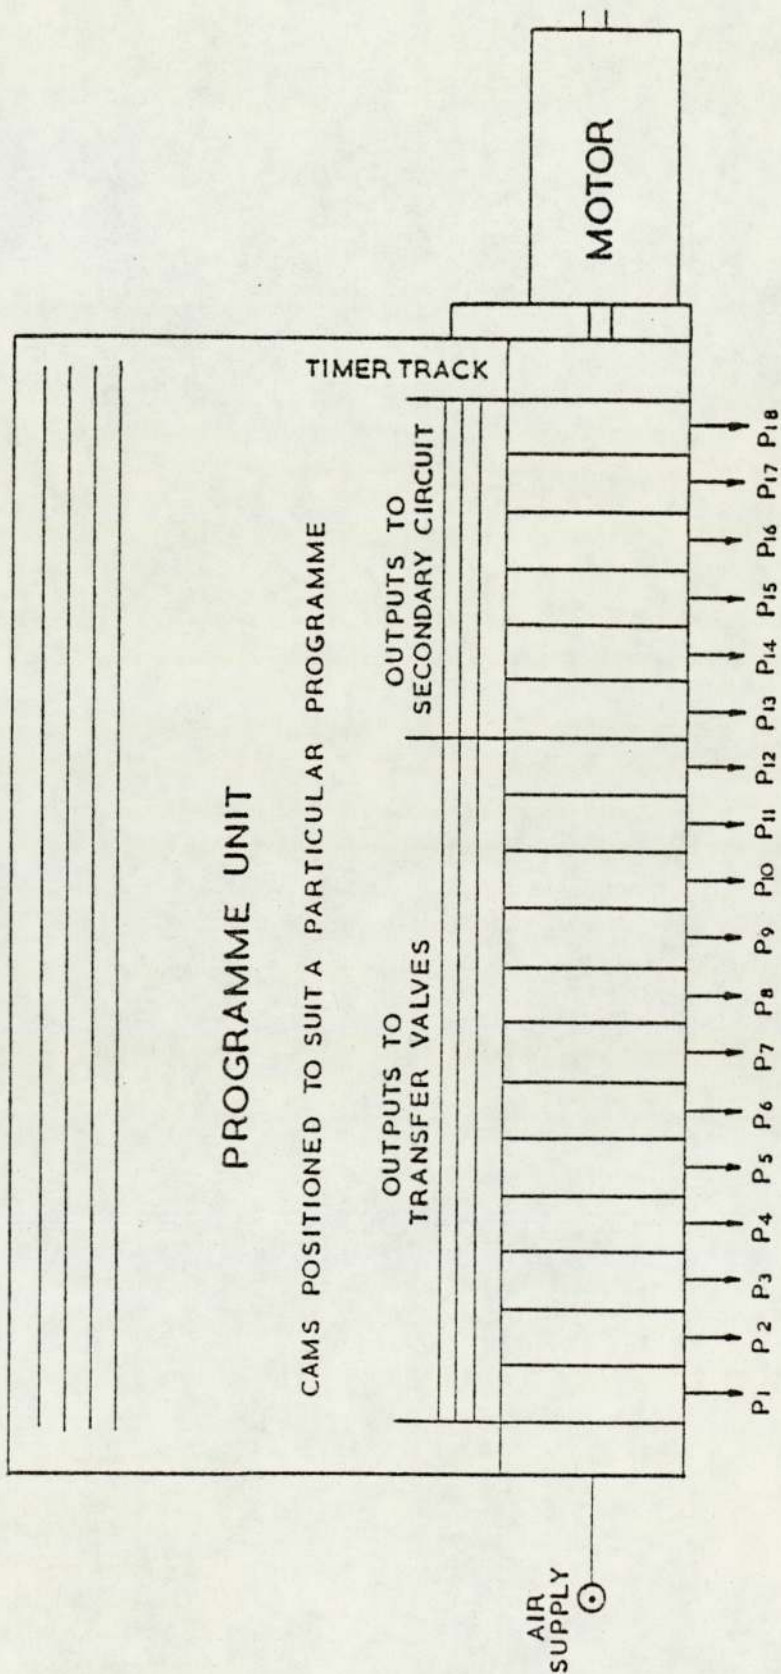 PROGRAMME UNIT
CAMS POSITIONED TO SUIT A PARTICULAR PROGRAMME
TIMER TRACK
OUTPUTS TO
TRANSFER VALVES
OUTPUTS TO
SECONDARY CIRCUIT
MOTOR
AIR
SUPPLY
P1 P2 P3 P4 P5 P6 P7 P8 P9 P10 P11 P12 P13 P14 P15 P16 P17 P18